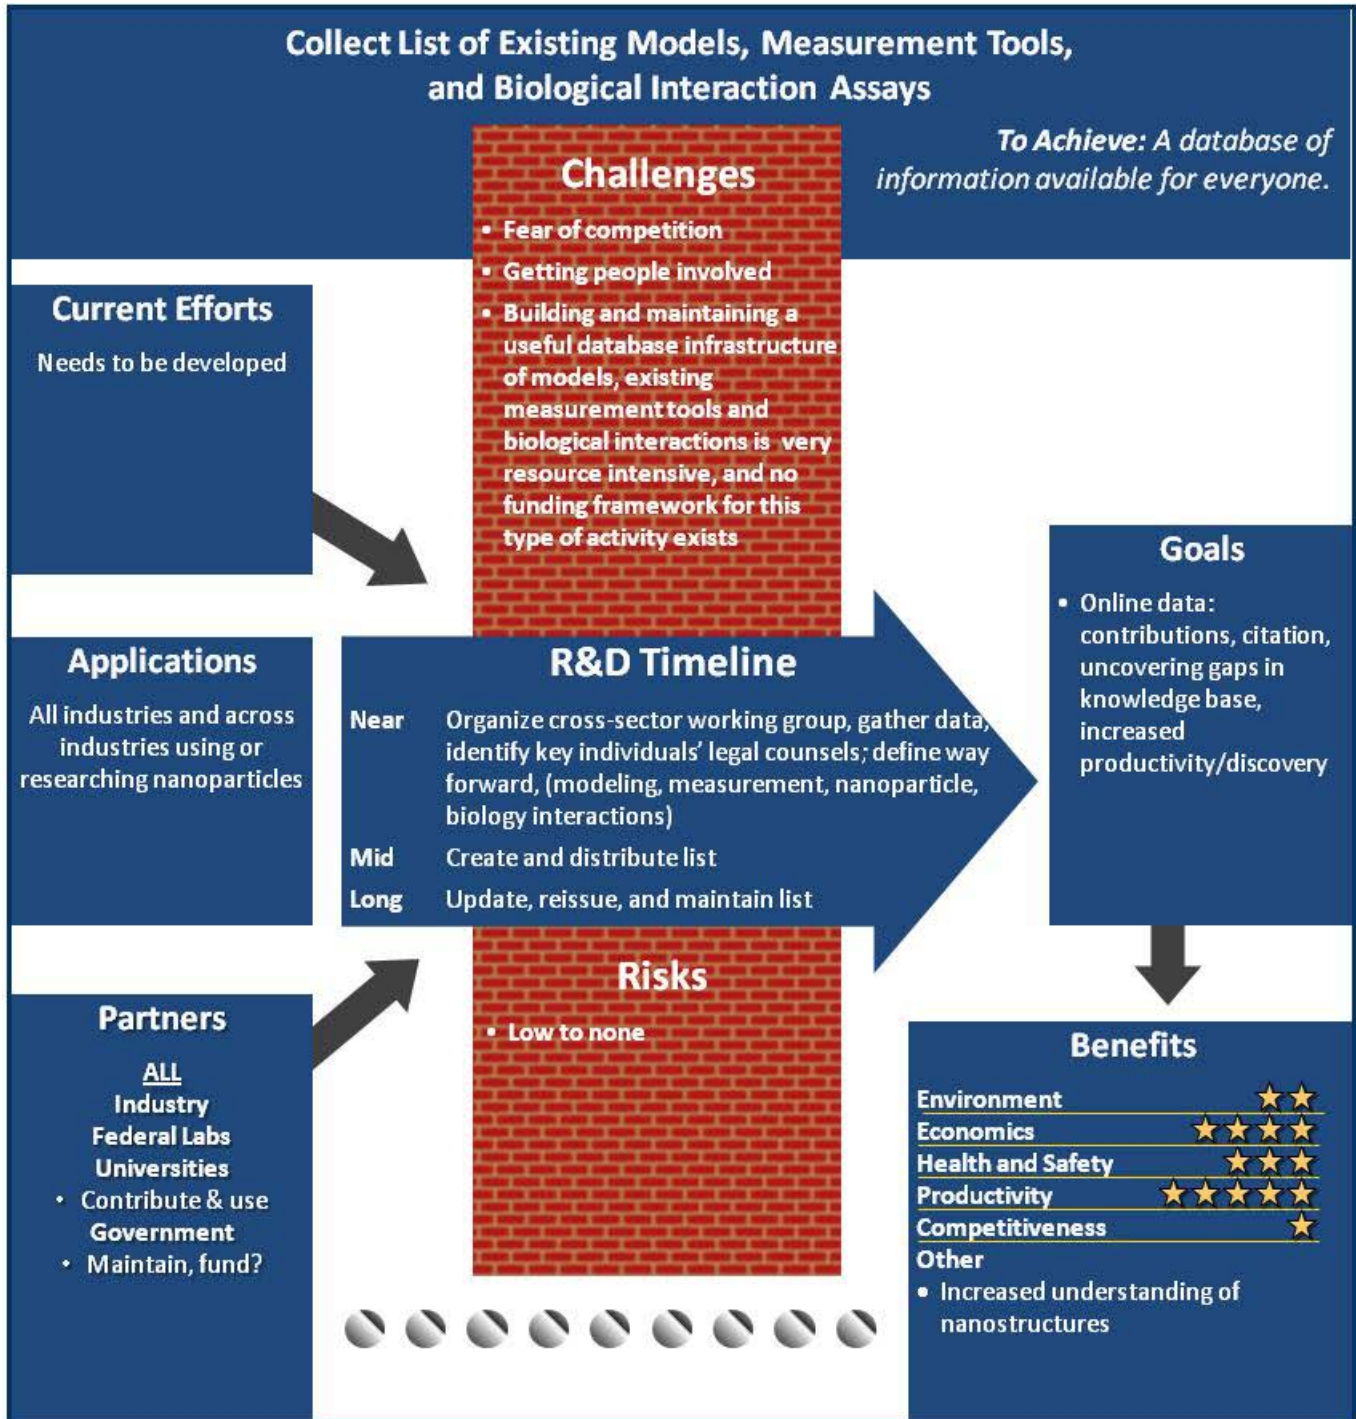 Collect List of Existing Models, Measurement Tools,
and Biological Interaction Assays
To Achieve: A database of
information available for everyone.
Challenges
• Fear of competition
• Getting people involved
• Building and maintaining a
useful database infrastructure
of models, existing
measurement tools and
biological interactions is very
resource intensive, and no
funding framework for this
type of activity exists
Current Efforts
Needs to be developed
Applications
All industries and across
industries using or
researching nanoparticles
Partners
ALL
Industry
Federal Labs
Universities
• Contribute & use
Government
• Maintain, fund?
R&D Timeline
Near Organize cross-sector working group, gather data,
identify key individuals’ legal counsels; define way
forward, (modeling, measurement, nanoparticle,
biology interactions)
Mid Create and distribute list
Long Update, reissue, and maintain list
Risks
• Low to none
Goals
• Online data:
contributions, citation,
uncovering gaps in
knowledge base,
increased
productivity/discovery
Benefits
Environment
Economics
Health and Safety
Productivity
Competitiveness
Other
• Increased understanding of
nanostructures